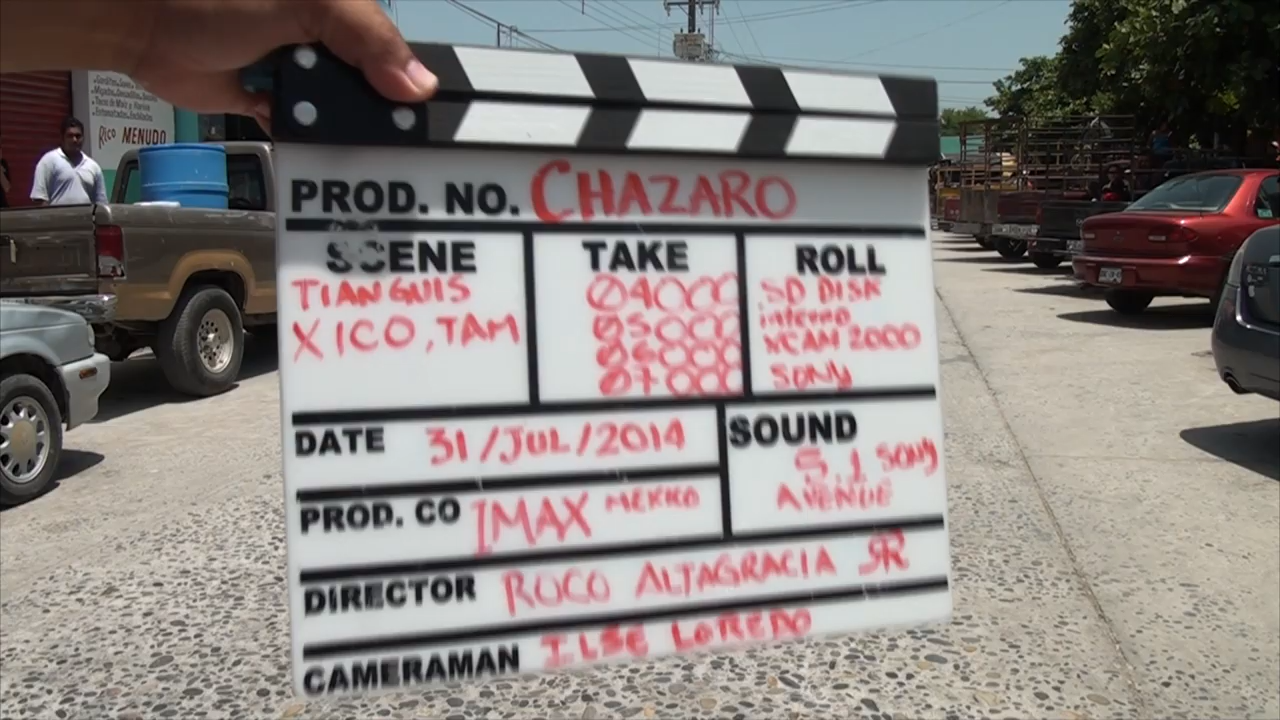 Rico MENUDO
PROD. NO. CHAZARO
SCENE
TIANGUIS
XICO, TAM
TAKE
04000
05000
06000
07000
ROLL
SD DISK
interno
XCAN 2000
SONY
DATE 31/JUL/2014
SOUND
5.1 SONY
AVENUE
PROD. CO IMAX MEXICO
DIRECTOR ROCO ALTAGRACIA SR
CAMERAMAN ILSE LOREDO